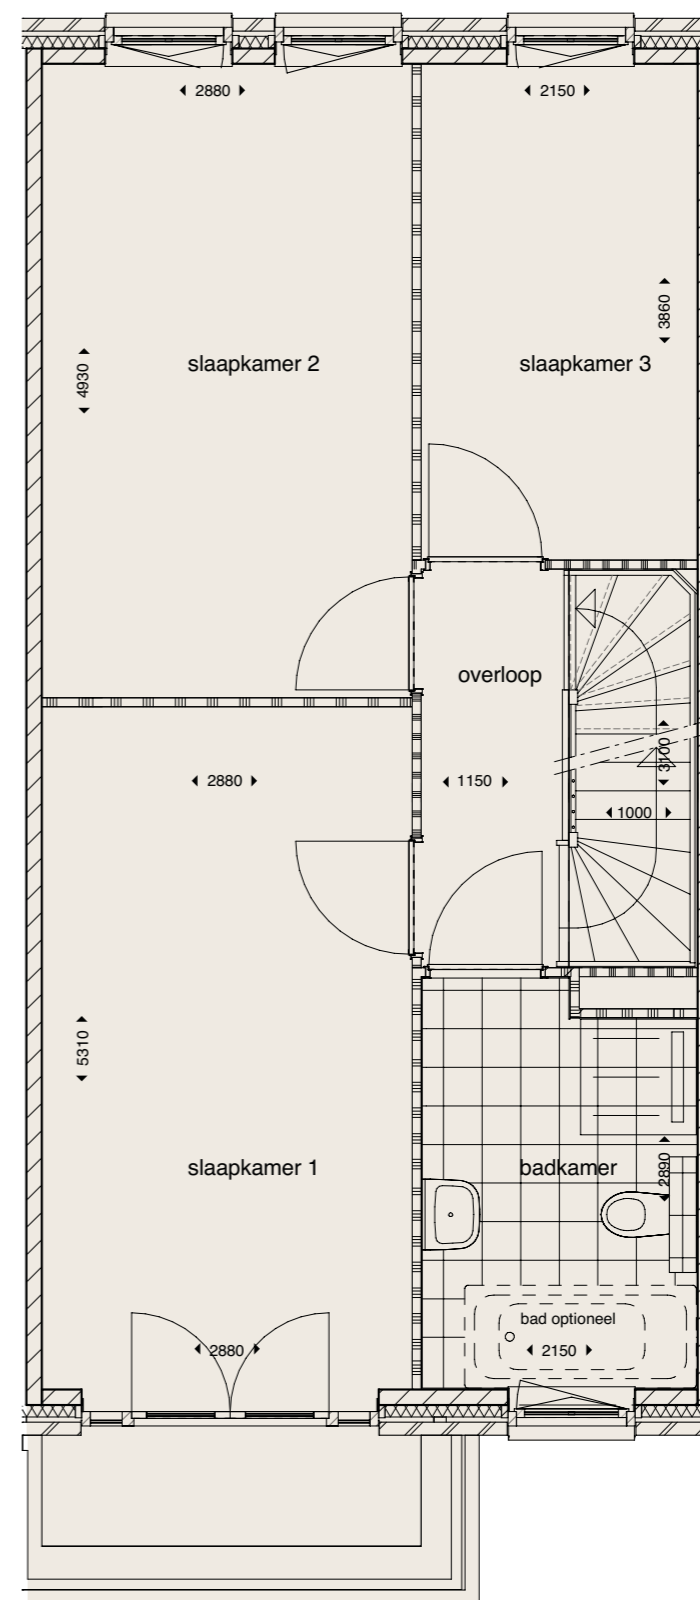 2880
2150
3860
4930
slaapkamer 2
slaapkamer 3
overloop
3100
2880
1150
1000
5310
slaapkamer 1
badkamer
2890
bad optioneel
2880
2150